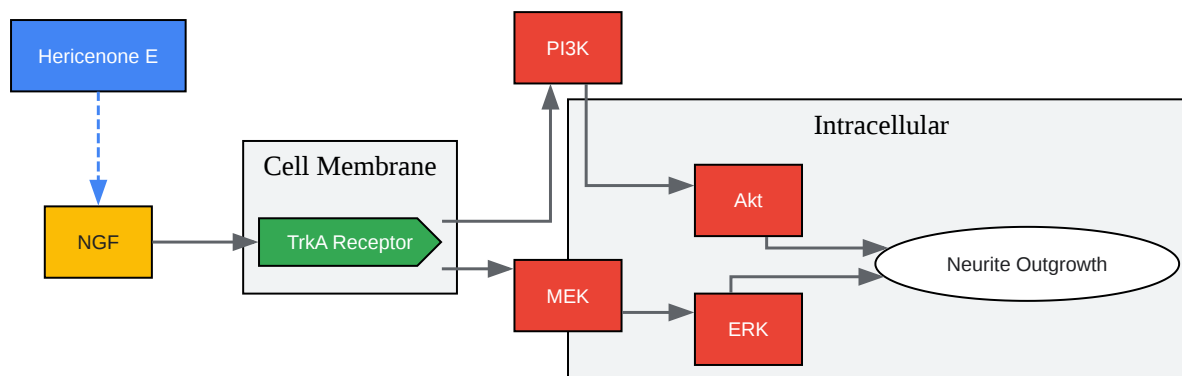 Hericenone E
PI3K
Intracellular
Cell Membrane
Akt
NGF
TrkA Receptor
Neurite Outgrowth
MEK
ERK